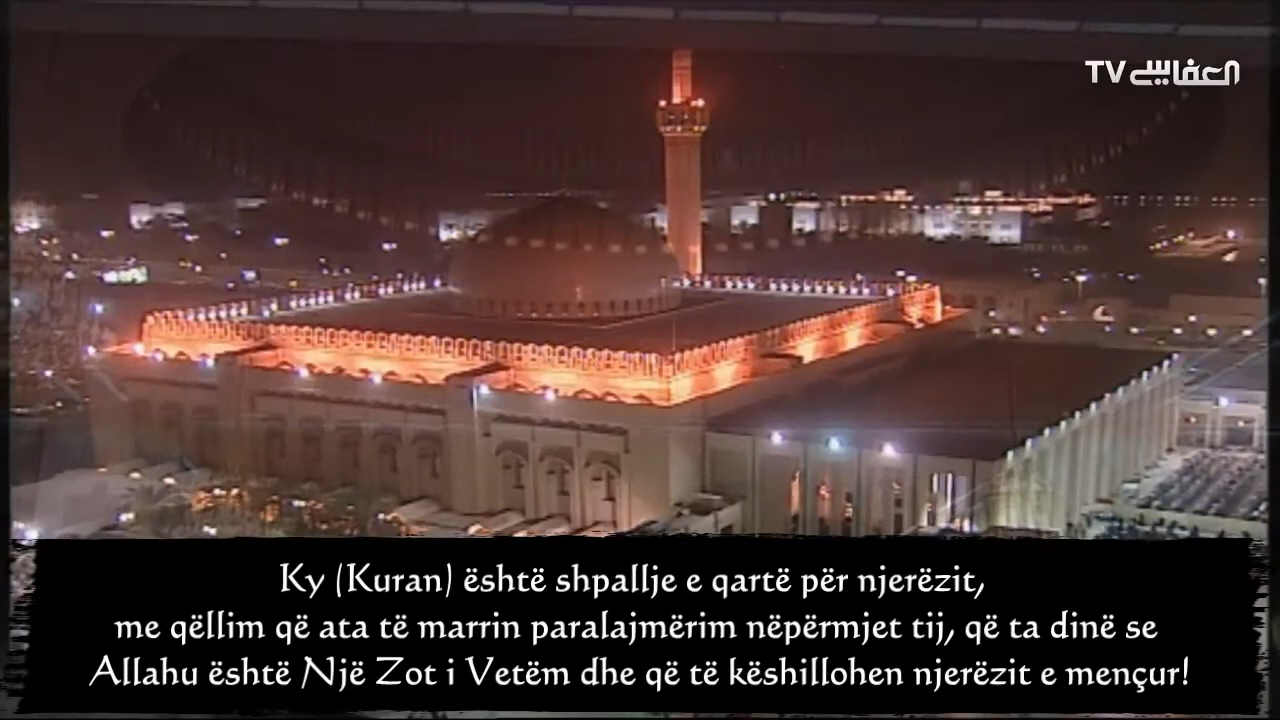 TV العفاسي
Ky (Kuran) është shpallje e qartë për njerëzit,
me qëllim që ata të marrin paralajmërim nëpërmjet tij, që ta dinë se
Allahu është Një Zot i Vetëm dhe që të këshillohen njerëzit e mençur!